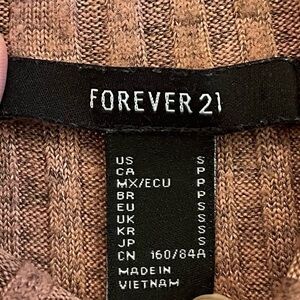 FOREVER 21
US S
CA P
MX/ECU P
BR P
EU S
UK S
KR S
JP S
CN 160/84A
MADE IN
VIETNAM